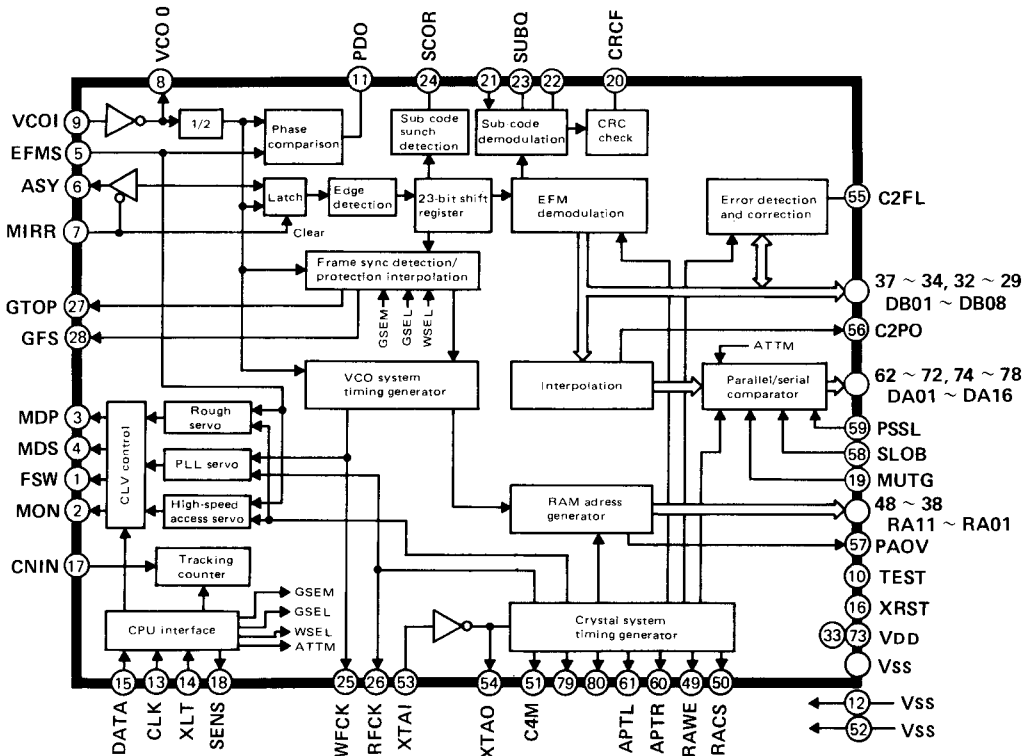 VCO 0
PDO
SCOR
SUBQ
CRCF
8
11
24
21
23
22
20
VCOI
9
EFMS
5
ASY
6
MIRR
7
GTOP
27
GFS
28
MDP
3
MDS
4
FSW
1
MON
2
CNIN
17
1/2
Phase
comparison
Sub code
sunch
detection
Sub-code
demodulation
CRC
check
Latch
Clear
Edge
detection
23-bit shift
register
EFM
demodulation
Error detection
and correction
Frame sync detection/
protection interpolation
GSEM
GSEL
WSEL
VCO system
timing generator
Interpolation
ATTM
Parallel/serial
comparator
CLV control
Rough
servo
PLL servo
High-speed
access servo
RAM adress
generator
Tracking
counter
CPU interface
GSEM
GSEL
WSEL
ATTM
Crystal system
timing generator
55
C2FL
37 ~ 34, 32 ~ 29
DB01 ~ DB08
56
C2PO
62 ~ 72, 74 ~ 78
DA01 ~ DA16
59
PSSL
58
SLOB
19
MUTG
48 ~ 38
RA11 ~ RA01
57
PAOV
10
TEST
16
XRST
33
73
VDD
VSS
12
VSS
52
VSS
15
13
14
18
25
26
53
54
51
79
80
61
60
49
50
DATA
CLK
XLT
SENS
WFCK
RFCK
XTAI
XTAO
C4M
APTL
APTR
RAWE
RACS